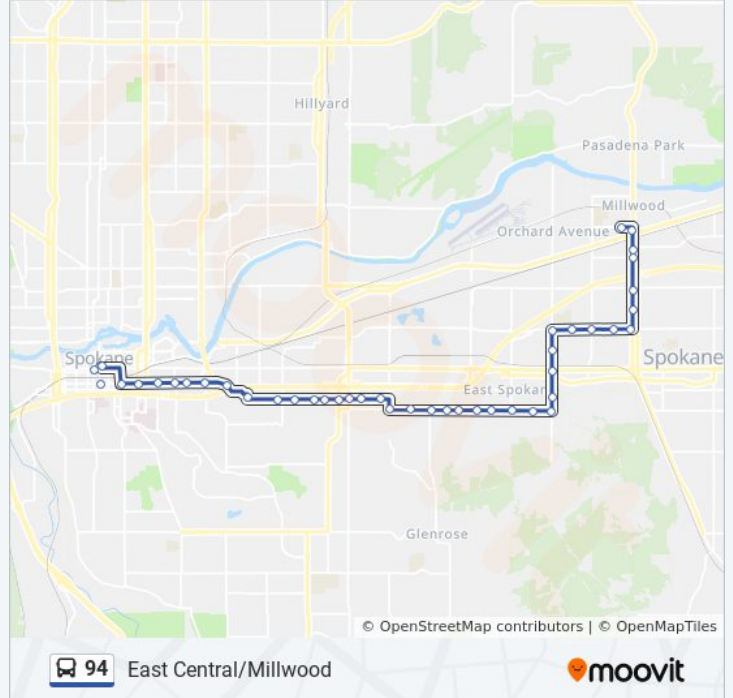 Hillyard
Pasadena Park
Millwood
Orchard Avenue
Spokane
Spokane
East Spokan
Glenrose
© OpenStreetMap contributors | © OpenMapTiles
94 East Central/Millwood
moovit